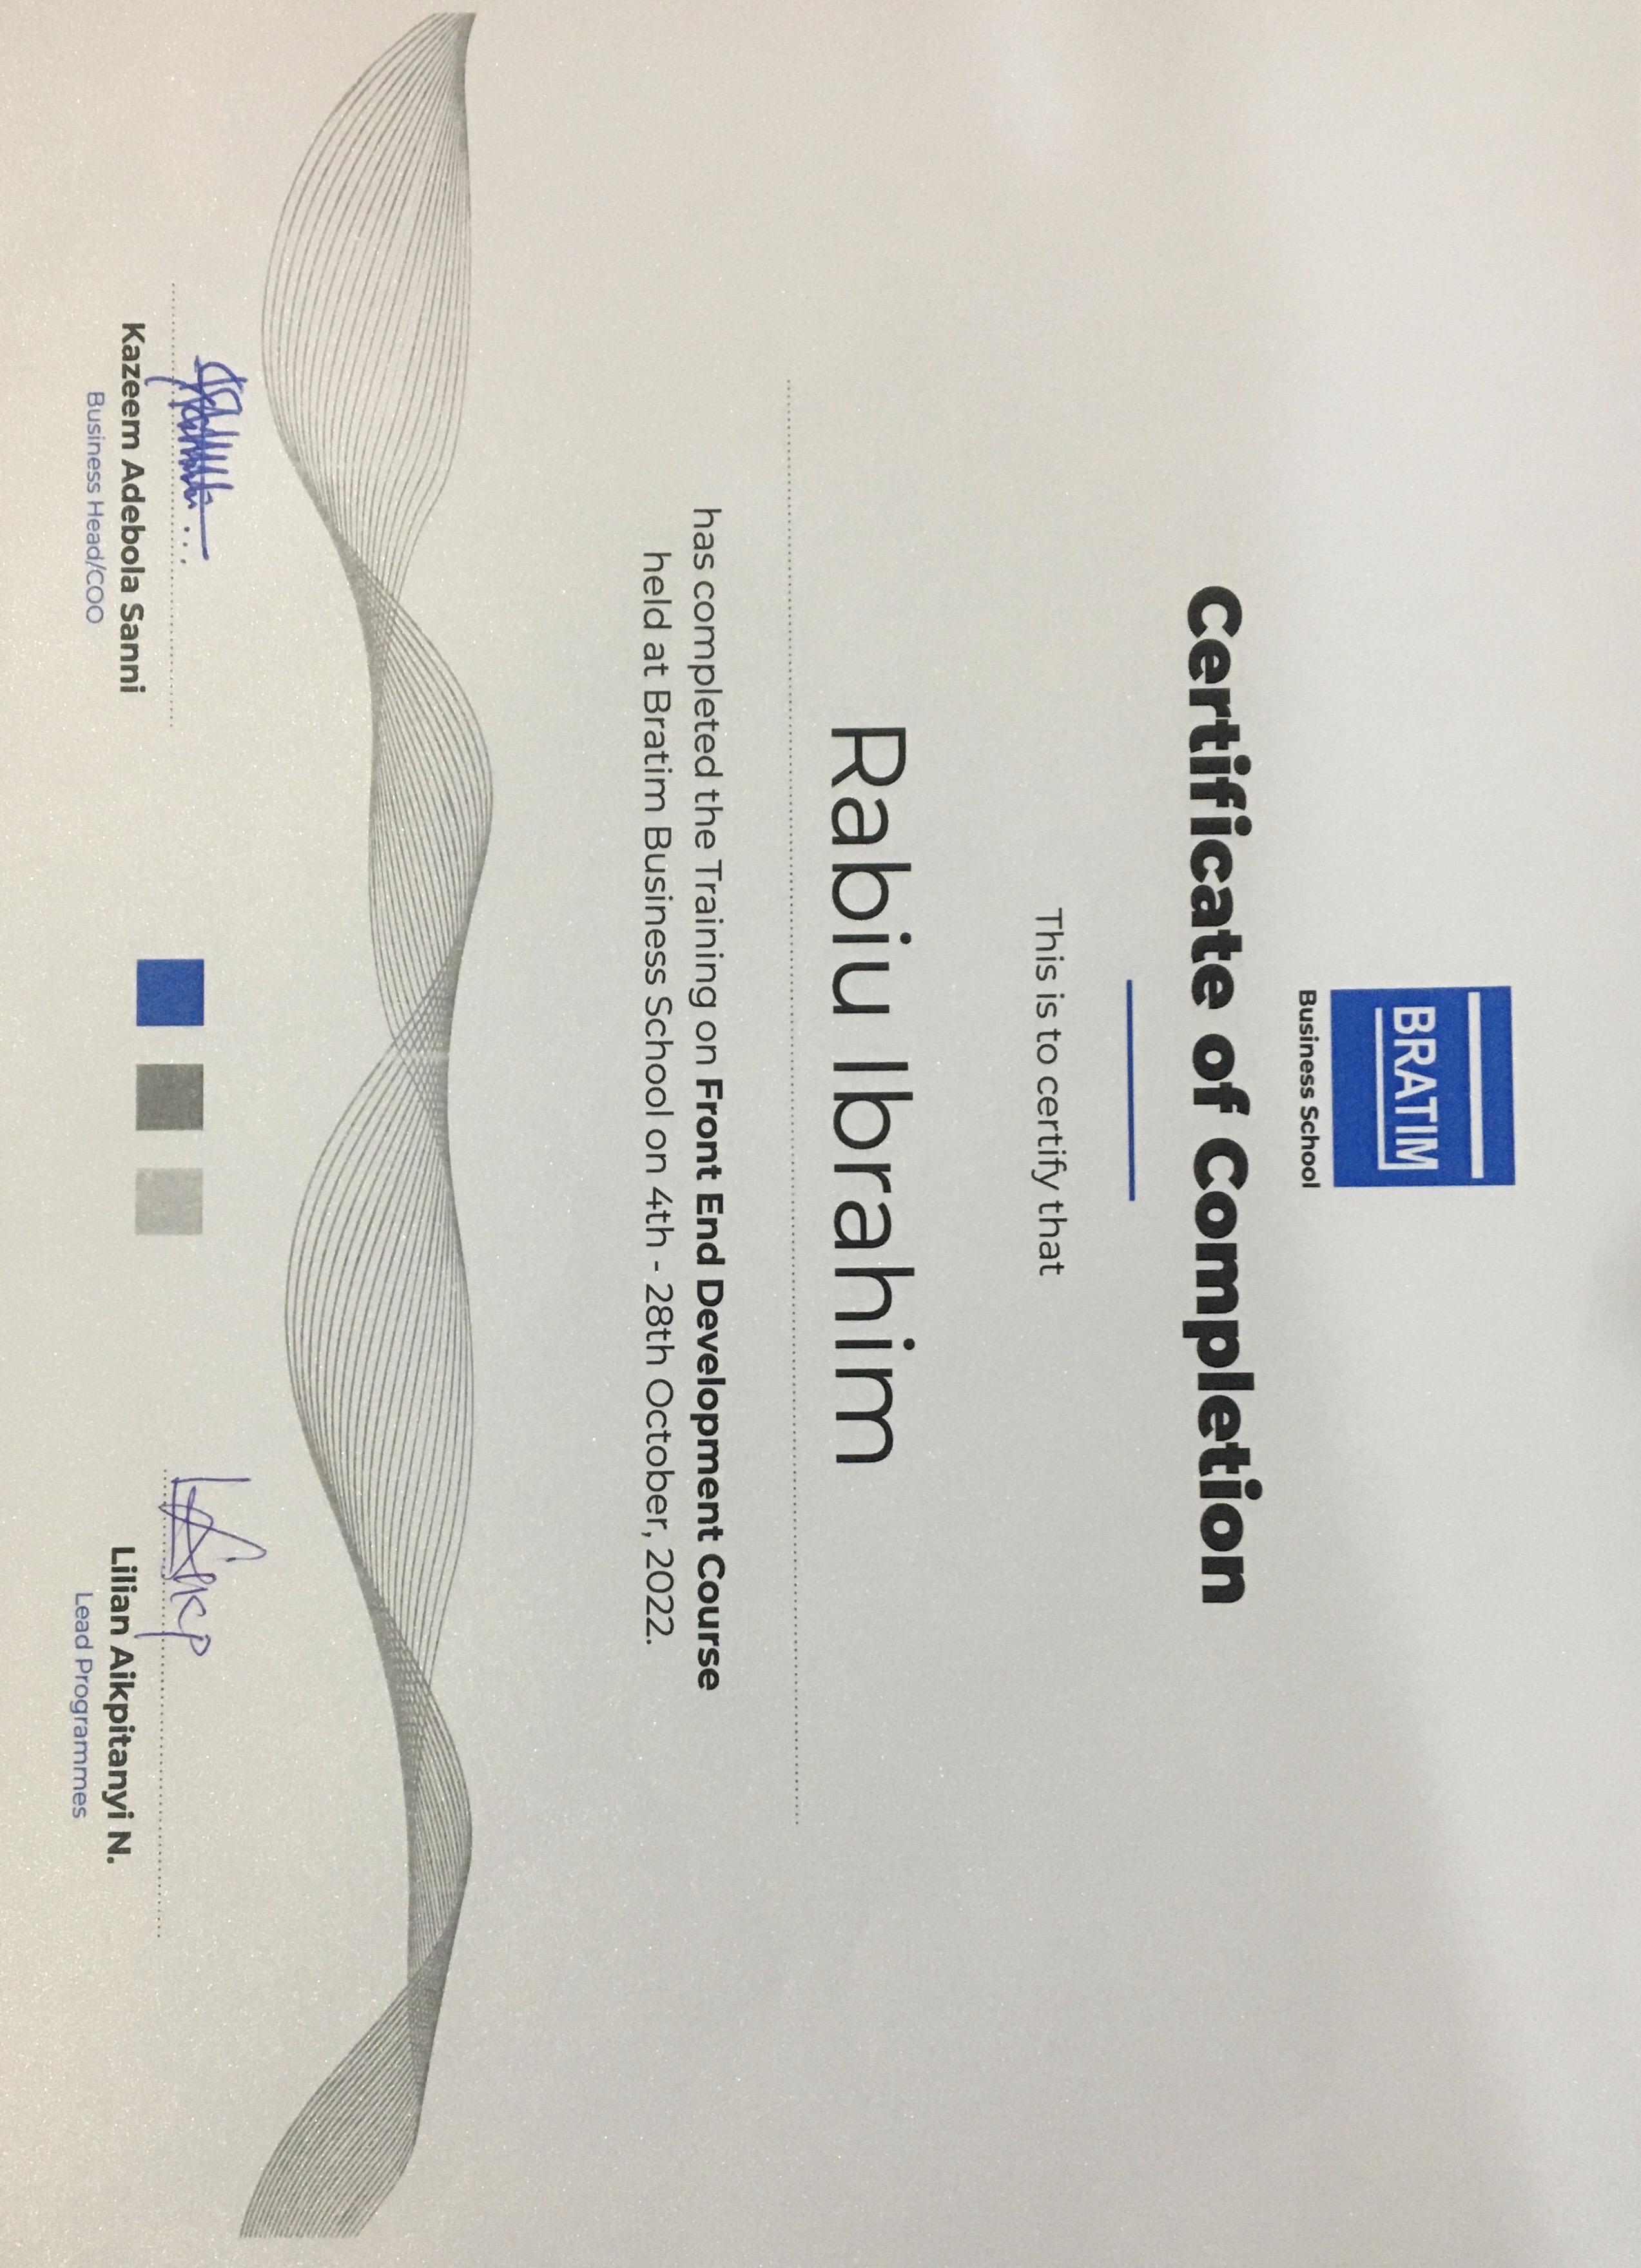 BRATIM
Business School
Certificate of Completion
This is to certify that
Rabiu Ibrahim
has completed the Training on Front End Development Course
held at Bratim Business School on 4th - 28th October, 2022.
Kazeem Adebola Sanni
Business Head/COO
Lilian Aikpitanyi N.
Lead Programmes